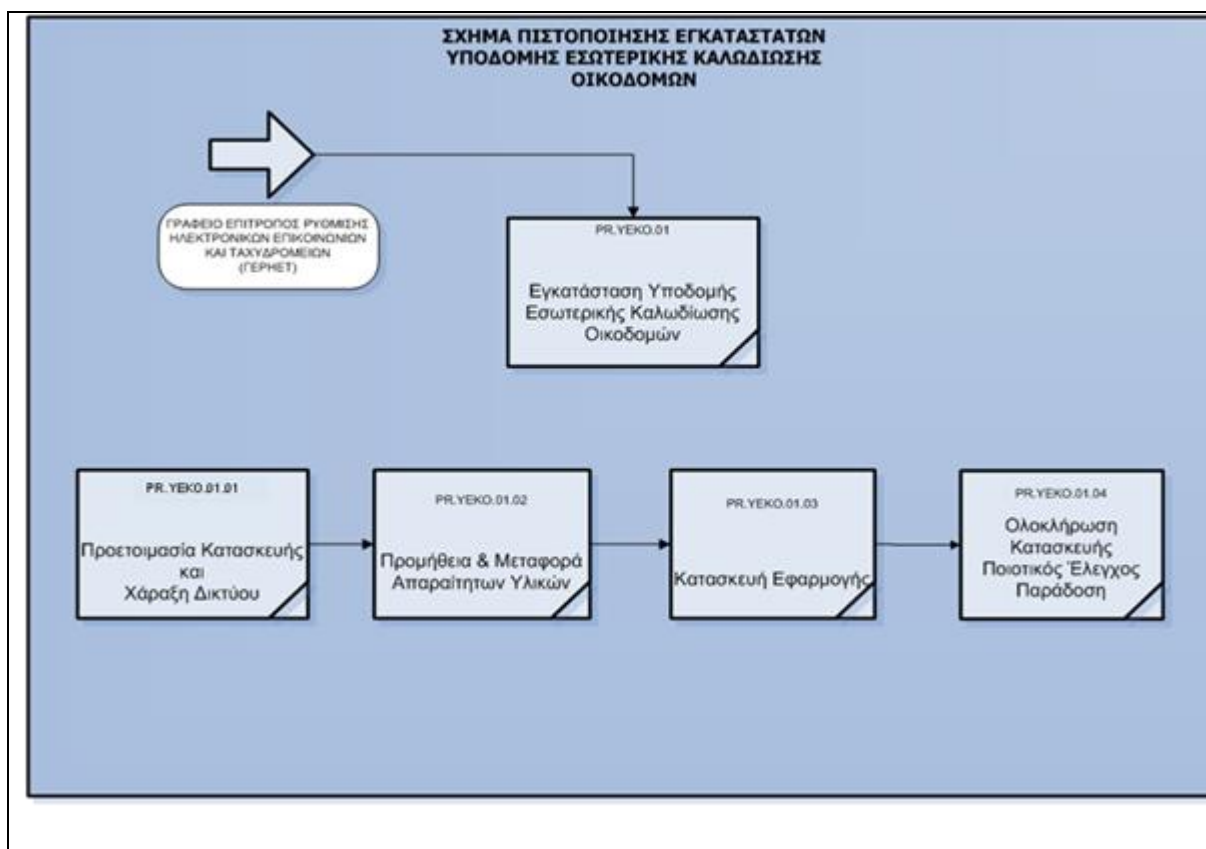 ΣΧΗΜΑ ΠΙΣΤΟΠΟΙΗΣΗΣ ΕΓΚΑΤΑΣΤΑΤΩΝ
ΥΠΟΔΟΜΗΣ ΕΣΩΤΕΡΙΚΗΣ ΚΑΛΩΔΙΩΣΗΣ
ΟΙΚΟΔΟΜΩΝ
ΓΡΑΦΕΙΟ ΕΠΙΤΡΟΠΟΣ ΡΥΘΜΙΣΗΣ
ΗΛΕΚΤΡΟΝΙΚΩΝ ΕΠΙΚΟΙΝΩΝΙΩΝ
ΚΑΙ ΤΑΧΥΔΡΟΜΕΙΩΝ
(ΓΕΡΗΕΤ)
PR.YEKO.01
Εγκατάσταση Υποδομής
Εσωτερικής Καλωδίωσης
Οικοδομών
PR.YEKO.01.01
Προετοιμασία Κατασκευής
και
Χάραξη Δικτύου
PR.YEKO.01.02
Προμήθεια & Μεταφορά
Απαραίτητων Υλικών
PR.YEKO.01.03
Κατασκευή Εφαρμογής
PR.YEKO.01.04
Ολοκλήρωση
Κατασκευής
Ποιοτικός Έλεγχος
Παράδοση